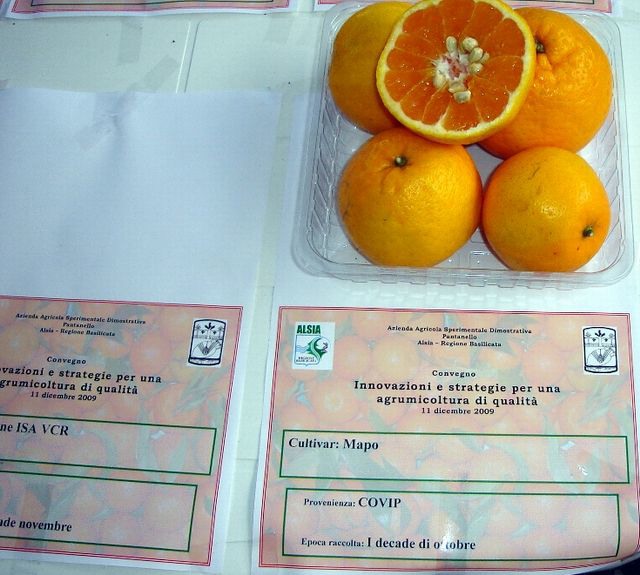 Azienda Agricola Sperimentale Dimostrativa
Pantanello
Alsia - Regione Basilicata
Convegno
vazioni e strategie per una
grumicoltura di qualità
11 dicembre 2009
ne ISA VCR
ade novembre
ALSIA
Azienda Agricola Sperimentale Dimostrativa
Pantanello
Alsia - Regione Basilicata
Convegno
Innovazioni e strategie per una
agrumicoltura di qualità
11 dicembre 2009
Cultivar: Mapo
Provenienza: COVIP
Epoca raccolta: I decade di ottobre